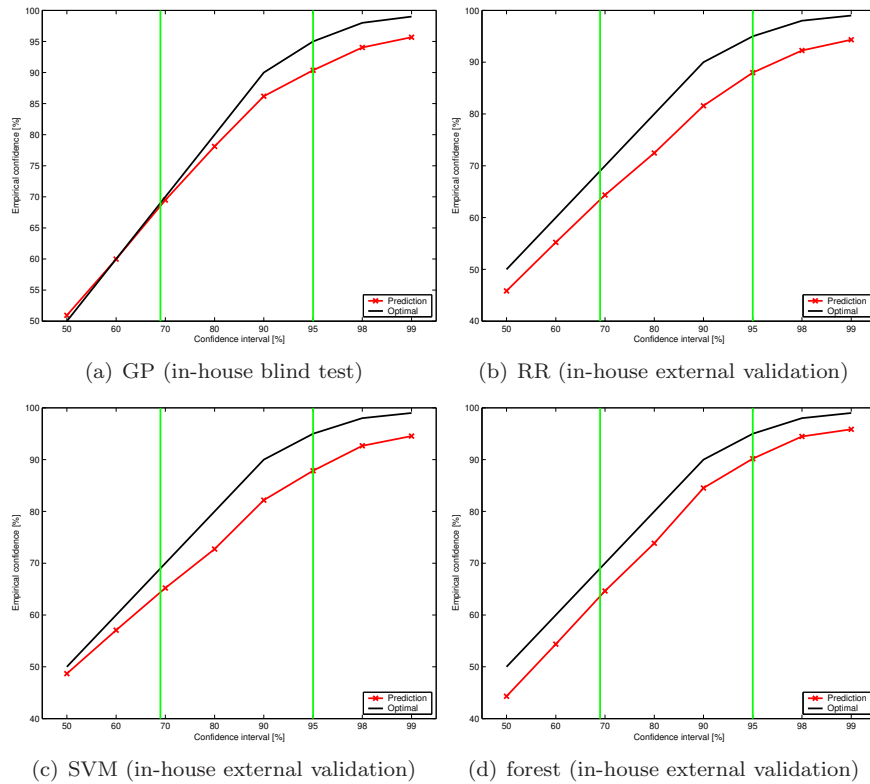 100
95
90
85
80
75
70
65
60
55
50
Empirical confidence [%]
50 60 70 80 90 95 98 99
Confidence interval [%]
Prediction
Optimal
(a) GP (in-house blind test)
100
90
80
70
60
50
40
Empirical confidence [%]
50 60 70 80 90 95 98 99
Confidence interval [%]
Prediction
Optimal
(b) RR (in-house external validation)
100
90
80
70
60
50
40
Empirical confidence [%]
50 60 70 80 90 95 98 99
Confidence interval [%]
Prediction
Optimal
(c) SVM (in-house external validation)
100
90
80
70
60
50
40
Empirical confidence [%]
50 60 70 80 90 95 98 99
Confidence interval [%]
Prediction
Optimal
(d) forest (in-house external validation)